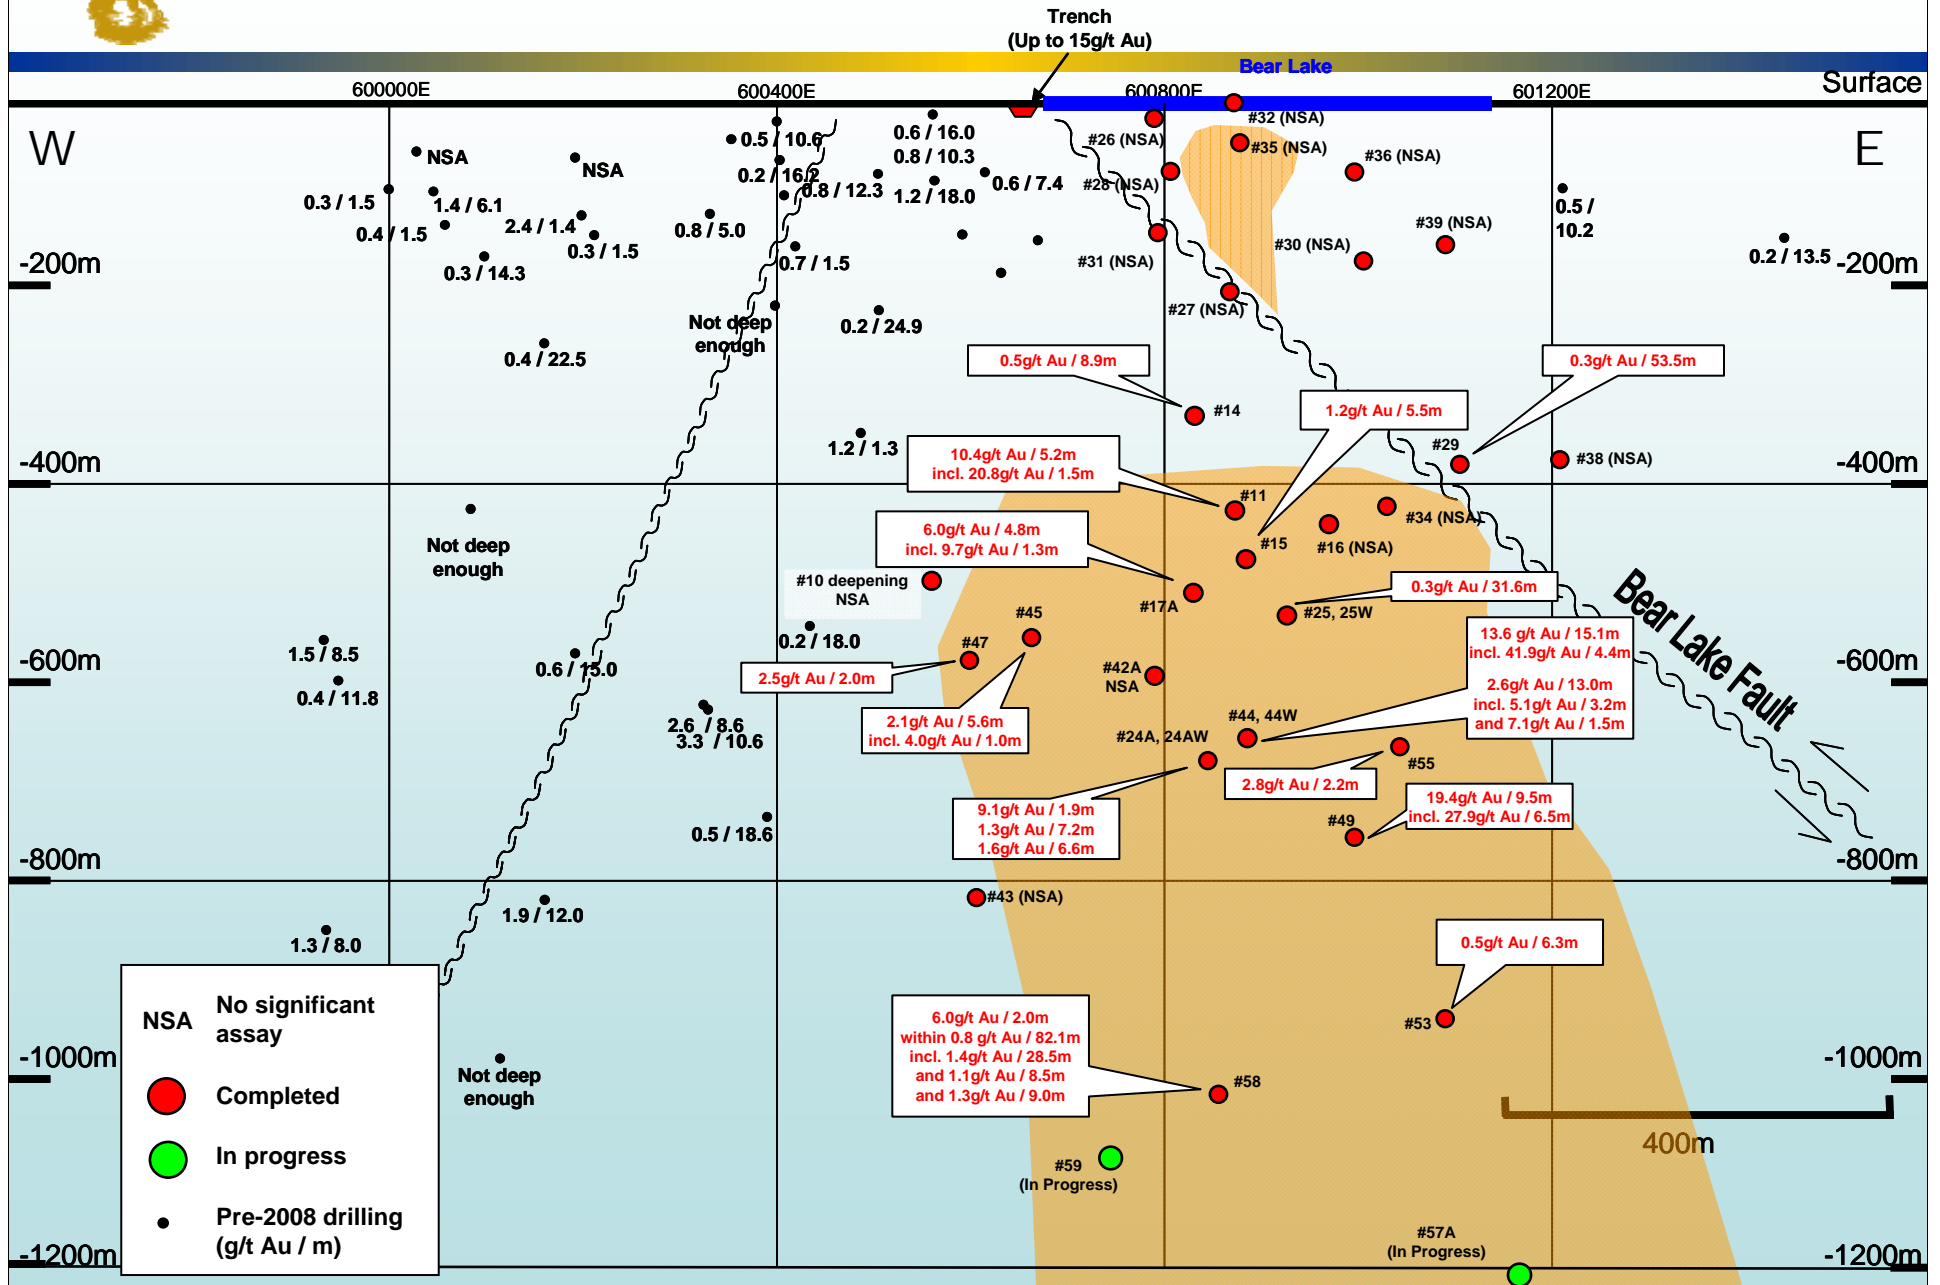 Trench
(Up to 15g/t Au)
Bear Lake
600000E
600400E
600800E
601200E
Surface
W
E
NSA
NSA
0.5 / 10.6
0.6 / 16.0
0.8 / 10.3
0.2 / 16.2
0.8 / 12.3
1.2 / 18.0
0.6 / 7.4
#26 (NSA)
#32 (NSA)
#35 (NSA)
#28 (NSA)
#36 (NSA)
0.3 / 1.5
1.4 / 6.1
0.4 / 1.5
2.4 / 1.4
0.3 / 1.5
0.8 / 5.0
0.3 / 14.3
0.7 / 1.5
#31 (NSA)
#30 (NSA)
#39 (NSA)
0.5 /
10.2
0.2 / 13.5
-200m
-200m
#27 (NSA)
Not deep
enough
0.2 / 24.9
0.4 / 22.5
0.5g/t Au / 8.9m
0.3g/t Au / 53.5m
#14
1.2g/t Au / 5.5m
1.2 / 1.3
#29
#38 (NSA)
-400m
-400m
10.4g/t Au / 5.2m
incl. 20.8g/t Au / 1.5m
#11
#34 (NSA)
#16 (NSA)
#15
6.0g/t Au / 4.8m
incl. 9.7g/t Au / 1.3m
Not deep
enough
#10 deepening
NSA
#17A
0.3g/t Au / 31.6m
#25, 25W
Bear Lake Fault
#45
#47
0.2 / 18.0
1.5 / 8.5
0.6 / 15.0
-600m
-600m
2.5g/t Au / 2.0m
#42A
NSA
13.6 g/t Au / 15.1m
incl. 41.9g/t Au / 4.4m
2.6g/t Au / 13.0m
incl. 5.1g/t Au / 3.2m
and 7.1g/t Au / 1.5m
0.4 / 11.8
2.6 / 8.6
3.3 / 10.6
2.1g/t Au / 5.6m
incl. 4.0g/t Au / 1.0m
#44, 44W
#24A, 24AW
#55
2.8g/t Au / 2.2m
19.4g/t Au / 9.5m
incl. 27.9g/t Au / 6.5m
#49
9.1g/t Au / 1.9m
1.3g/t Au / 7.2m
1.6g/t Au / 6.6m
0.5 / 18.6
-800m
-800m
#43 (NSA)
1.9 / 12.0
1.3 / 8.0
0.5g/t Au / 6.3m
#53
6.0g/t Au / 2.0m
within 0.8 g/t Au / 82.1m
incl. 1.4g/t Au / 28.5m
and 1.1g/t Au / 8.5m
and 1.3g/t Au / 9.0m
#58
-1000m
-1000m
Not deep
enough
400m
#59
(In Progress)
#57A
(In Progress)
-1200m
-1200m
NSA
No significant
assay
Completed
In progress
Pre-2008 drilling
(g/t Au / m)